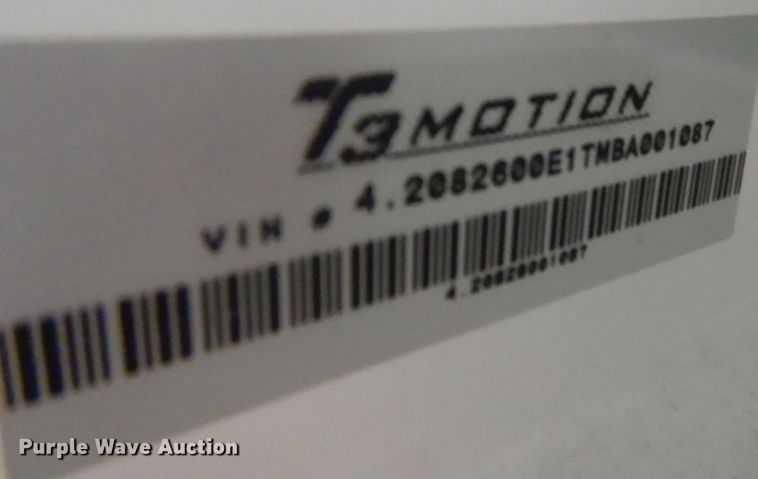 T3MOTION
VIN # 4.2082600E1TMBA001087
4.20826001087
Purple Wave Auction